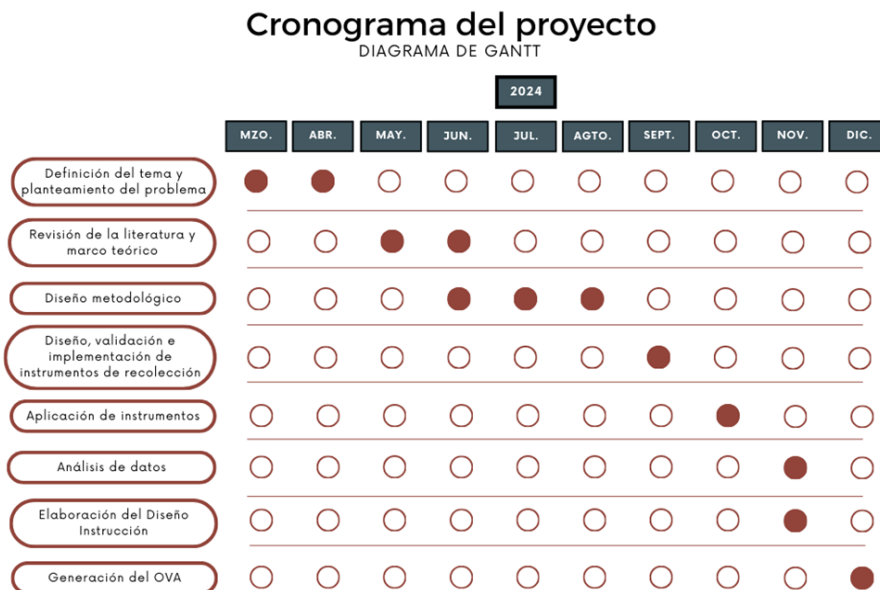 Cronograma del proyecto
DIAGRAMA DE GANTT
2024
MZO. ABR. MAY. JUN. JUL. AGTO. SEPT. OCT. NOV. DIC.
Definición del tema y
planteamiento del problema
Revisión de la literatura y
marco teórico
Diseño metodológico
Diseño, validación e
implementación de
instrumentos de recolección
Aplicación de instrumentos
Análisis de datos
Elaboración del Diseño
Instrucción
Generación del OVA